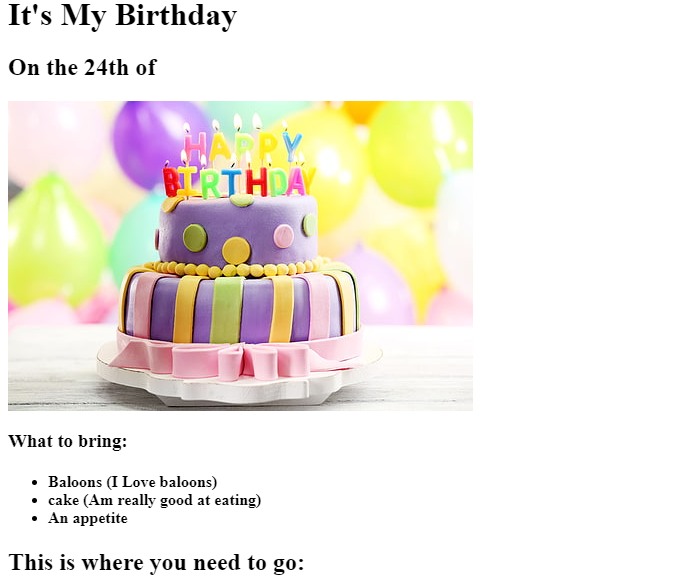 It's My Birthday
On the 24th of
HAPPY
BIRTHDAY
What to bring:
Baloons (I Love baloons)
cake (Am really good at eating)
An appetite
This is where you need to go: